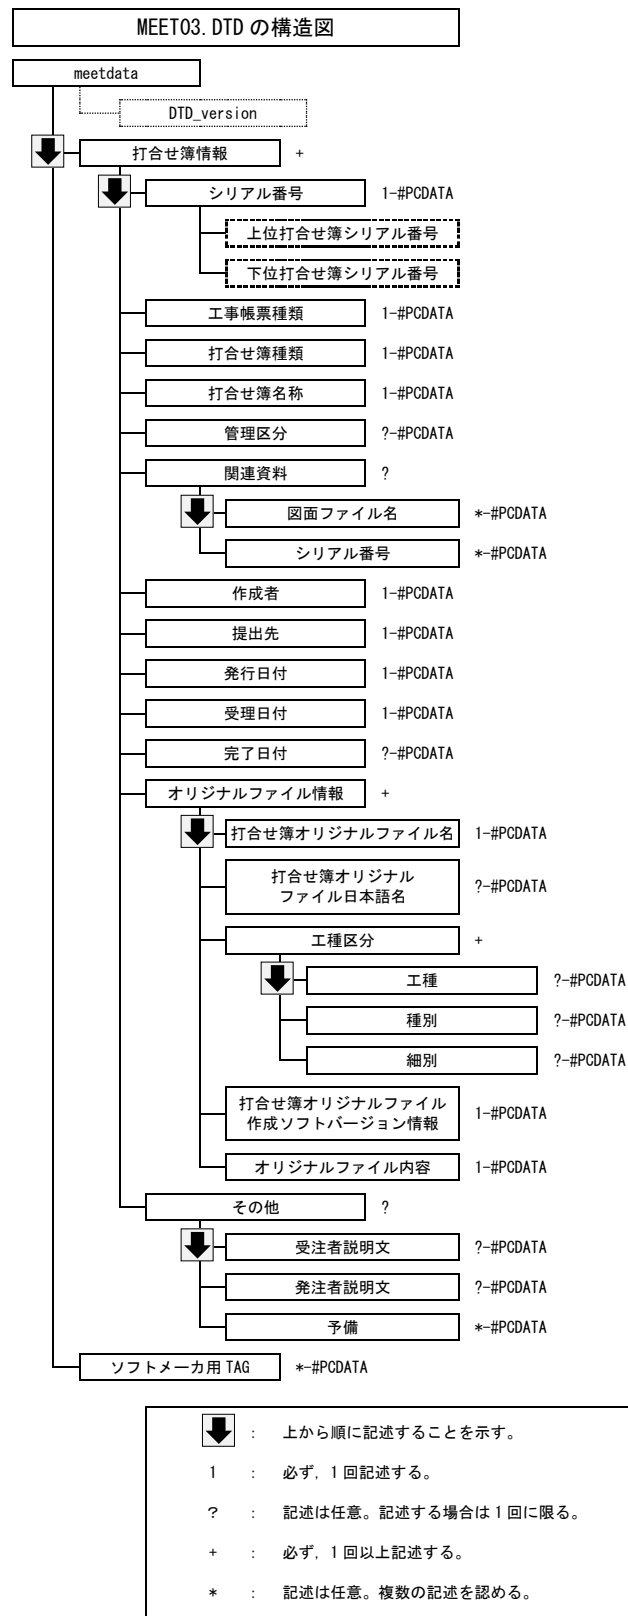 MEET03.DTD の構造図
meetdata
DTD_version
打合せ簿情報 +
シリアル番号 1-#PCDATA
上位打合せ簿シリアル番号
下位打合せ簿シリアル番号
工事帳票種類 1-#PCDATA
打合せ簿種類 1-#PCDATA
打合せ簿名称 1-#PCDATA
管理区分 ?-#PCDATA
関連資料 ?
図面ファイル名 *-#PCDATA
シリアル番号 *-#PCDATA
作成者 1-#PCDATA
提出先 1-#PCDATA
発行日付 1-#PCDATA
受理日付 1-#PCDATA
完了日付 ?-#PCDATA
オリジナルファイル情報 +
打合せ簿オリジナルファイル名 1-#PCDATA
打合せ簿オリジナル
ファイル日本語名 ?-#PCDATA
工種区分 +
工種 ?-#PCDATA
種別 ?-#PCDATA
細別 ?-#PCDATA
打合せ簿オリジナルファイル
作成ソフトバージョン情報 1-#PCDATA
オリジナルファイル内容 1-#PCDATA
その他 ?
受注者説明文 ?-#PCDATA
発注者説明文 ?-#PCDATA
予備 *-#PCDATA
ソフトメーカ用 TAG *-#PCDATA
: 上から順に記述することを示す。
1 : 必ず，1 回記述する。
? : 記述は任意。記述する場合は 1 回に限る。
+ : 必ず，1 回以上記述する。
* : 記述は任意。複数の記述を認める。